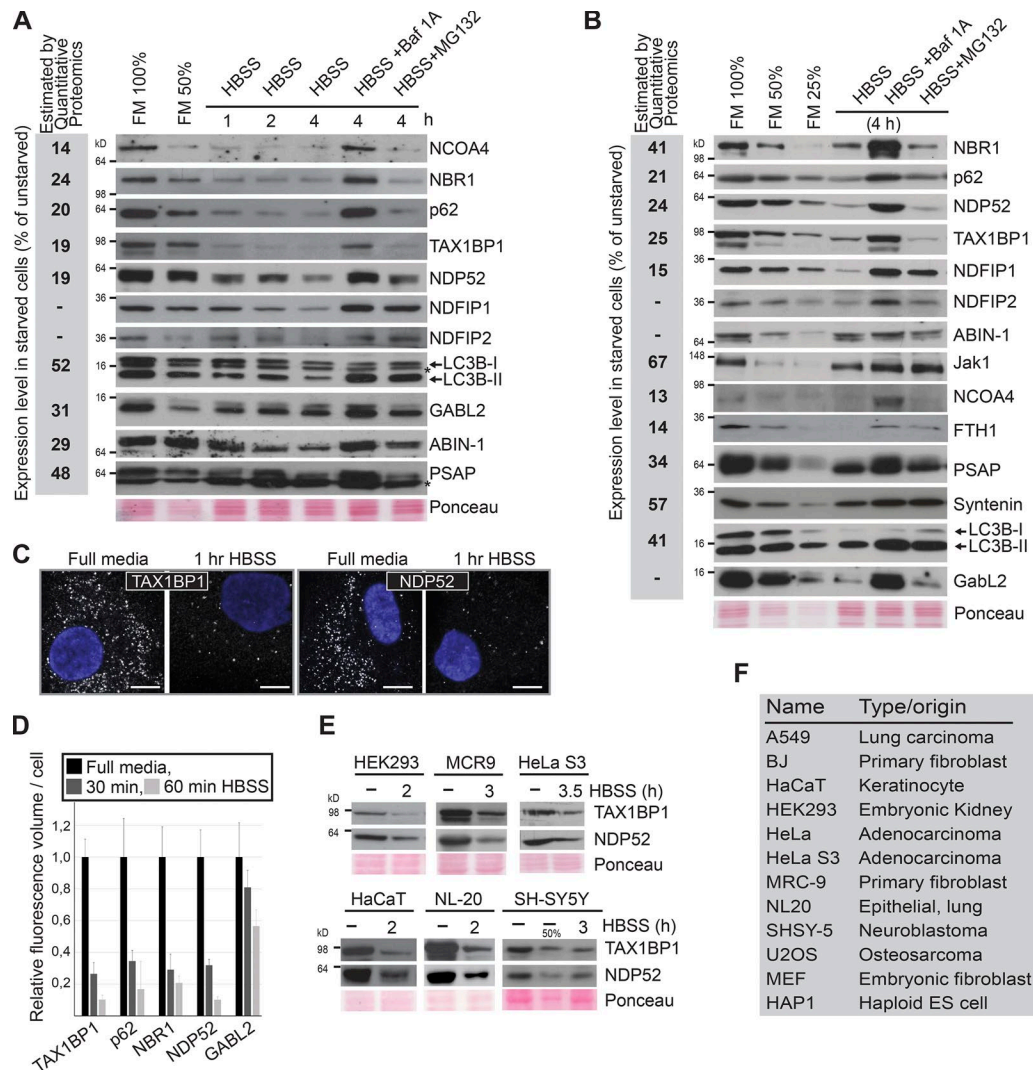 A
Estimated by
Quantitative
Proteomics
FM 100%
FM 50%
HBSS
HBSS
HBSS
HBSS +Baf 1A
HBSS+MG132
1 2 4 4 4 h
Expression level in starved cells (% of unstarved)
14 kD 64 NCOA4
24 98 NBR1
20 64 p62
19 98 TAX1BP1
19 64 NDP52
- 36 NDFIP1
- 36 NDFIP2
52 16 LC3B-I
*
LC3B-II
31 16 GABL2
29 64 ABIN-1
48 64 PSAP
*
Ponceau
B
Estimated by
Quantitative
Proteomics
FM 100%
FM 50%
FM 25%
HBSS
HBSS +Baf 1A
HBSS+MG132
(4 h)
Expression level in starved cells (% of unstarved)
41 kD 98 NBR1
21 64 p62
24 64 NDP52
25 98 TAX1BP1
15 36 NDFIP1
- 36 NDFIP2
- 64 ABIN-1
67 148 Jak1
13 64 NCOA4
14 16 FTH1
34 64 PSAP
57 36 Syntenin
41 16 LC3B-I
LC3B-II
- 16 GabL2
Ponceau
C
Full media 1 hr HBSS Full media 1 hr HBSS
TAX1BP1 NDP52
D
Full media,
30 min, 60 min HBSS
Relative fluorescence volume / cell
1,2
1,0
0,8
0,6
0,4
0,2
TAX1BP1 p62 NBR1 NDP52 GABL2
E
HEK293 MCR9 HeLa S3
– 2 – 3 – 3.5 HBSS (h)
kD
98 TAX1BP1
64 NDP52
Ponceau
HaCaT NL-20 SH-SY5Y
– 2 – 2 – – 3 HBSS (h)
50%
kD
98 TAX1BP1
64 NDP52
Ponceau
F
Name Type/origin
A549 Lung carcinoma
BJ Primary fibroblast
HaCaT Keratinocyte
HEK293 Embryonic Kidney
HeLa Adenocarcinoma
HeLa S3 Adenocarcinoma
MRC-9 Primary fibroblast
NL20 Epithelial, lung
SHSY-5 Neuroblastoma
U2OS Osteosarcoma
MEF Embryonic fibroblast
HAP1 Haploid ES cell